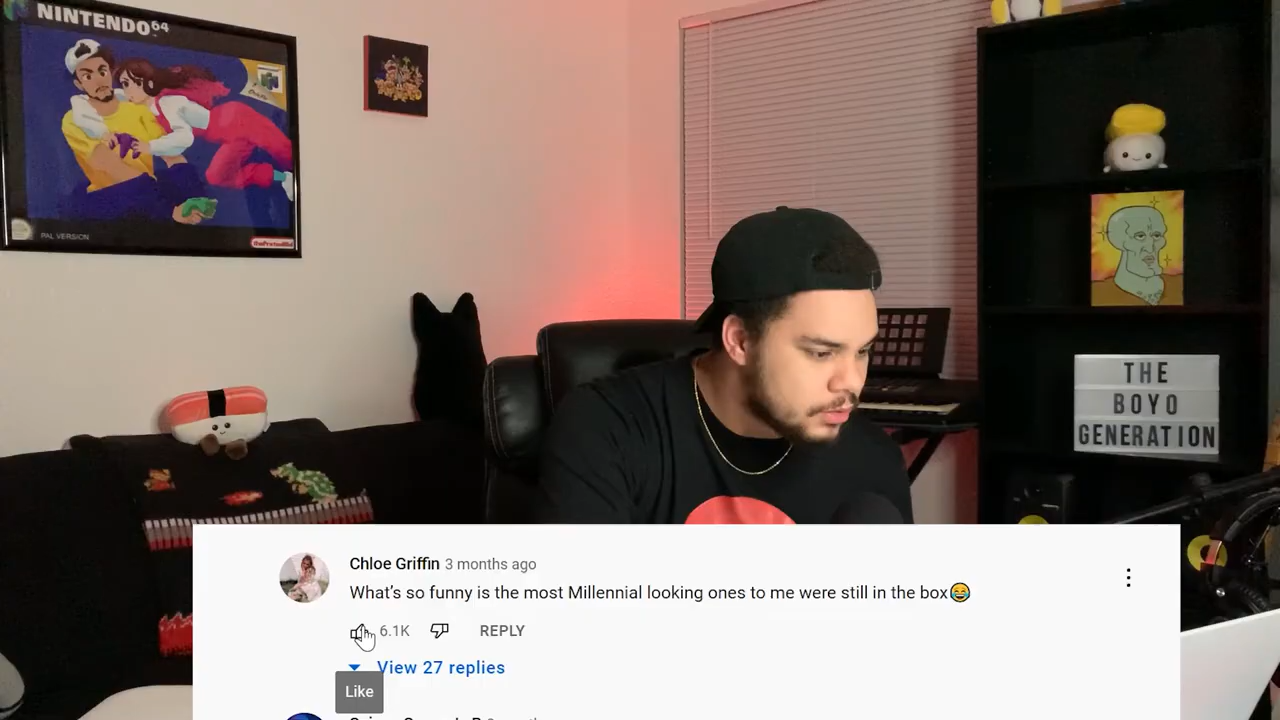 NINTENDO64
PAL VERSION
THE
BOYO
GENERATION
Chloe Griffin 3 months ago
What's so funny is the most Millennial looking ones to me were still in the box😂
6.1K
REPLY
View 27 replies
Like